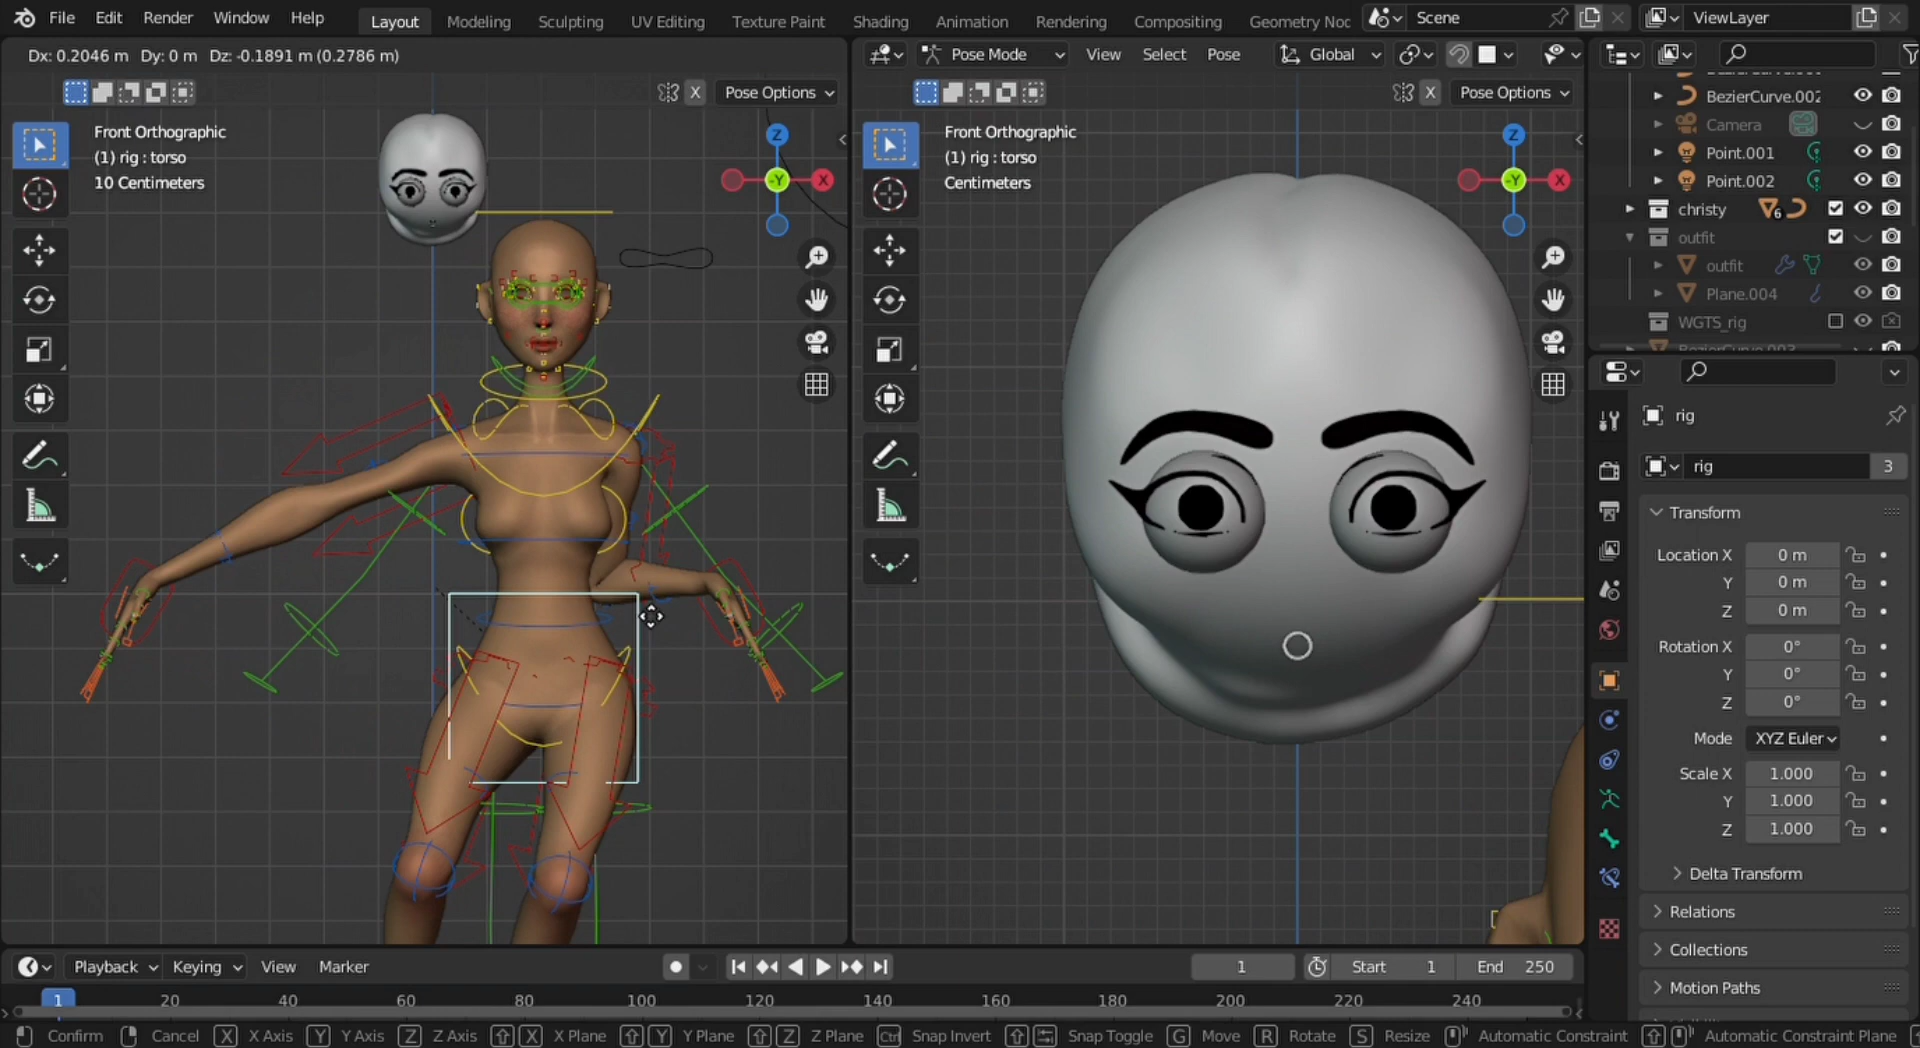 File Edit Render Window Help Layout Modeling Sculpting UV Editing Texture Paint Shading Animation Rendering Compositing Geometry Noc Scene ViewLayer
Dx: 0.2046 m Dy: 0 m Dz: -0.1891 m (0.2786 m) Pose Mode View Select Pose Global
X Pose Options X Pose Options
Front Orthographic
(1) rig : torso
10 Centimeters
Z
-Y
X
Front Orthographic
(1) rig : torso
Centimeters
Z
-Y
X
BezierCurve.002
Camera
Point.001
Point.002
christy 6
outfit
outfit
Plane.004
WGTS_rig
BezierCurve.003
rig
rig 3
Transform
Location X 0 m
Y 0 m
Z 0 m
Rotation X 0°
Y 0°
Z 0°
Mode XYZ Euler
Scale X 1.000
Y 1.000
Z 1.000
Delta Transform
Relations
Collections
Motion Paths
Playback Keying View Marker 1 Start 1 End 250
1 20 40 60 80 100 120 140 160 180 200 220 240
Confirm Cancel X X Axis Y Y Axis Z Z Axis X X Plane Y Y Plane Z Z Plane Ctrl Snap Invert Snap Toggle G Move R Rotate S Resize Automatic Constraint Automatic Constraint Plane